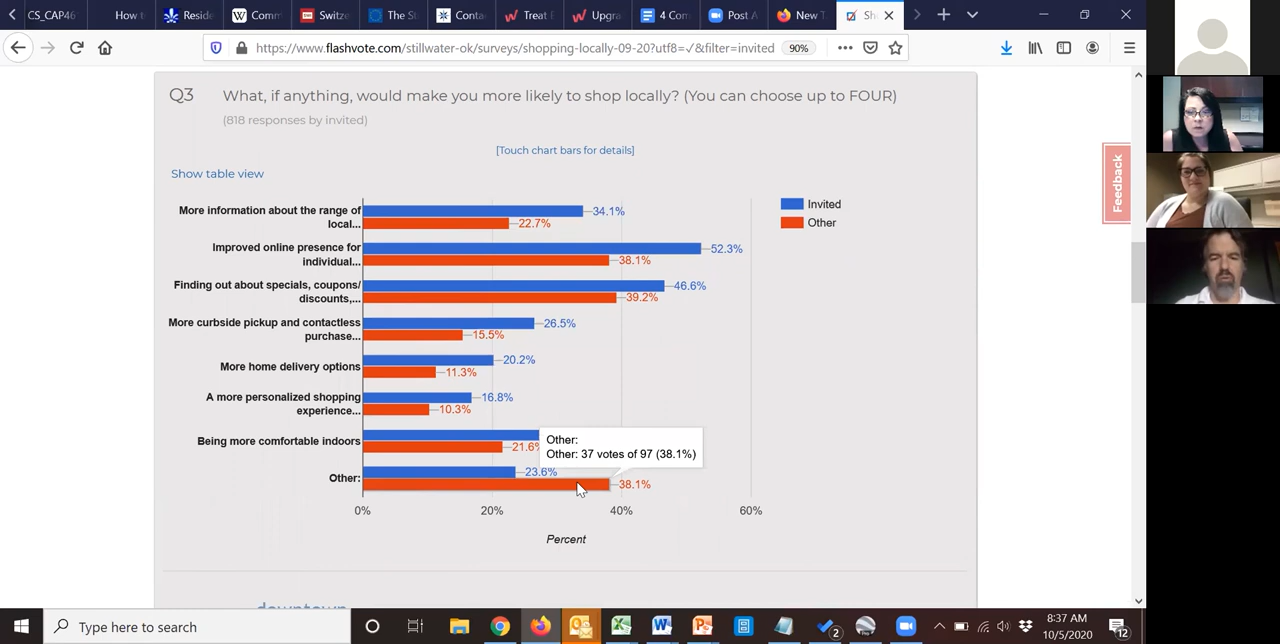 CS_CAP46
How t
Reside
Comm
Switze
The S
Conta
Treat E
Upgra
4 Com
Post A
New T
Sh
https://www.flashvote.com/stillwater-ok/surveys/shopping-locally-09-20?utf8=✓&filter=invited
90%
Q3 What, if anything, would make you more likely to shop locally? (You can choose up to FOUR)
(818 responses by invited)
[Touch chart bars for details]
Show table view
Feedback
Invited
Other
More information about the range of
local...
34.1%
22.7%
Improved online presence for
individual...
52.3%
38.1%
Finding out about specials, coupons/
discounts,...
46.6%
39.2%
More curbside pickup and contactless
purchase...
26.5%
15.5%
More home delivery options
20.2%
11.3%
A more personalized shopping
experience...
16.8%
10.3%
Being more comfortable indoors
21.6%
Other:
Other: 37 votes of 97 (38.1%)
Other:
23.6%
38.1%
0% 20% 40% 60%
Percent
downtown
Type here to search
2
8:37 AM
10/5/2020
12